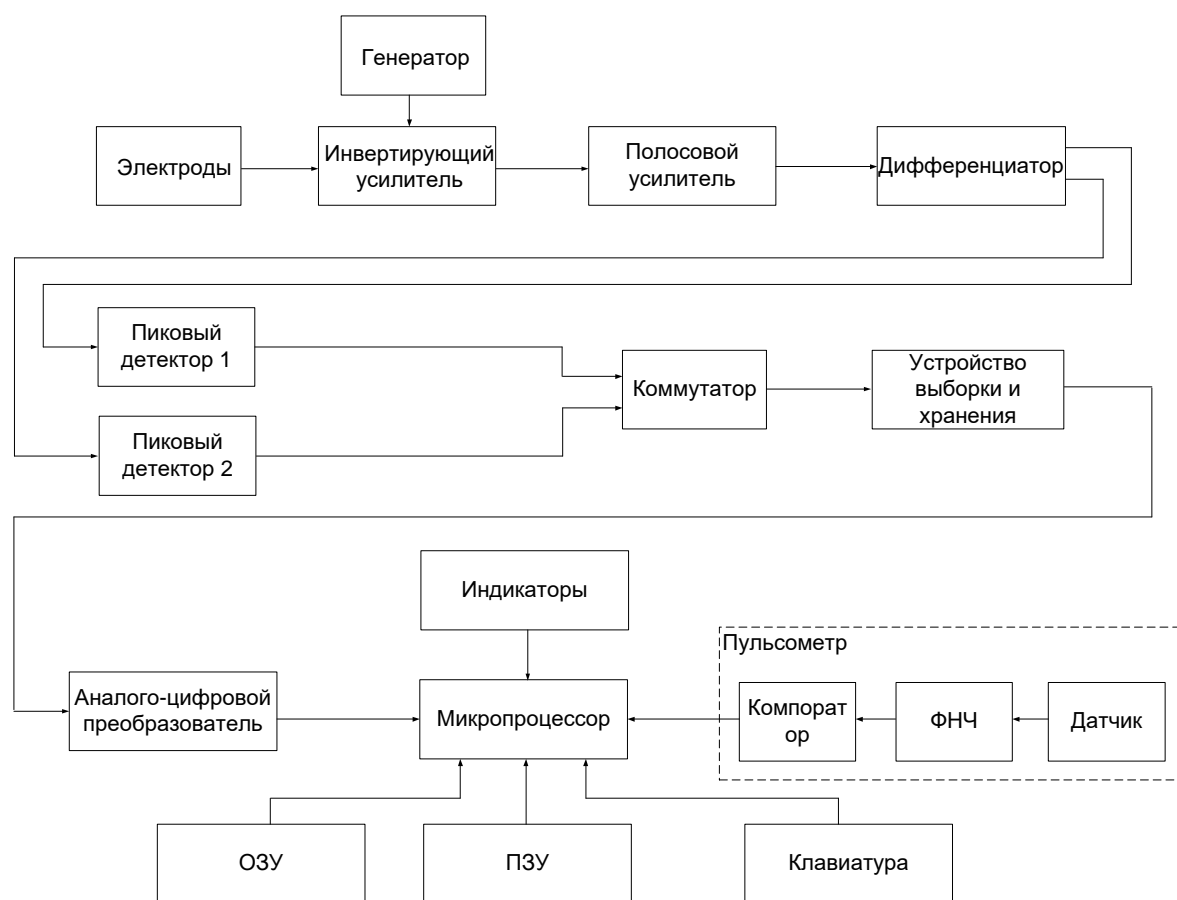 Генератор
Электроды
Инвертирующий
усилитель
Полосовой
усилитель
Дифференциатор
Пиковый
детектор 1
Коммутатор
Устройство
выборки и
хранения
Пиковый
детектор 2
Индикаторы
Пульсометр
Аналого-цифровой
преобразователь
Микропроцессор
Компорат
ор
ФНЧ
Датчик
ОЗУ
ПЗУ
Клавиатура